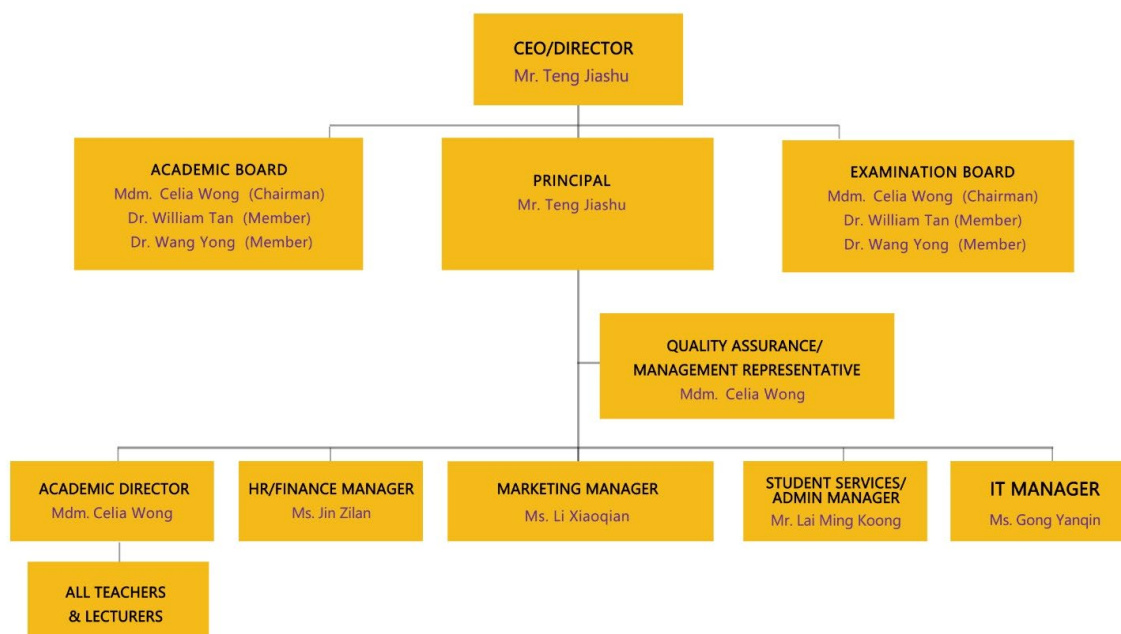 CEO/DIRECTOR
Mr. Teng Jiashu
ACADEMIC BOARD
Mdm. Celia Wong (Chairman)
Dr. William Tan (Member)
Dr. Wang Yong (Member)
PRINCIPAL
Mr. Teng Jiashu
EXAMINATION BOARD
Mdm. Celia Wong (Chairman)
Dr. William Tan (Member)
Dr. Wang Yong (Member)
QUALITY ASSURANCE/
MANAGEMENT REPRESENTATIVE
Mdm. Celia Wong
ACADEMIC DIRECTOR
Mdm. Celia Wong
HR/FINANCE MANAGER
Ms. Jin Zilan
MARKETING MANAGER
Ms. Li Xiaoqian
STUDENT SERVICES/
ADMIN MANAGER
Mr. Lai Ming Koong
IT MANAGER
Ms. Gong Yanqin
ALL TEACHERS
& LECTURERS